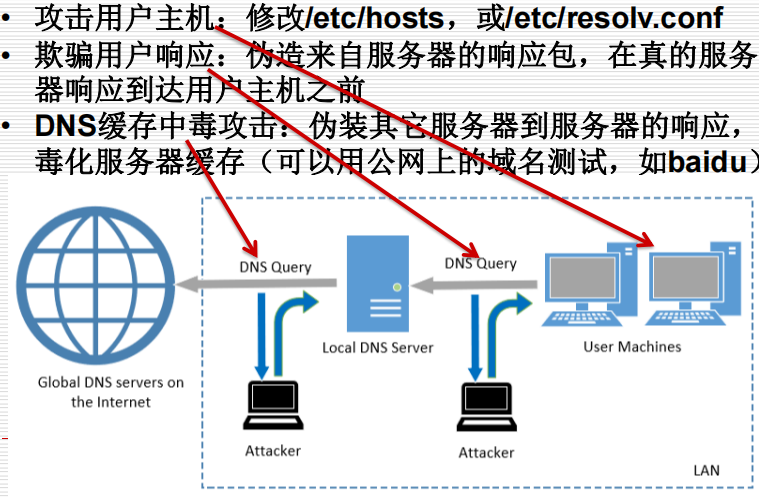 • 攻击用户主机：修改/etc/hosts，或/etc/resolv.conf
• 欺骗用户响应：伪造来自服务器的响应包，在真的服务
器响应到达用户主机之前
• DNS缓存中毒攻击：伪装其它服务器到服务器的响应，
毒化服务器缓存（可以用公网上的域名测试，如baidu）
DNS Query
DNS Query
Local DNS Server
User Machines
Global DNS servers on
the Internet
Attacker
Attacker
LAN